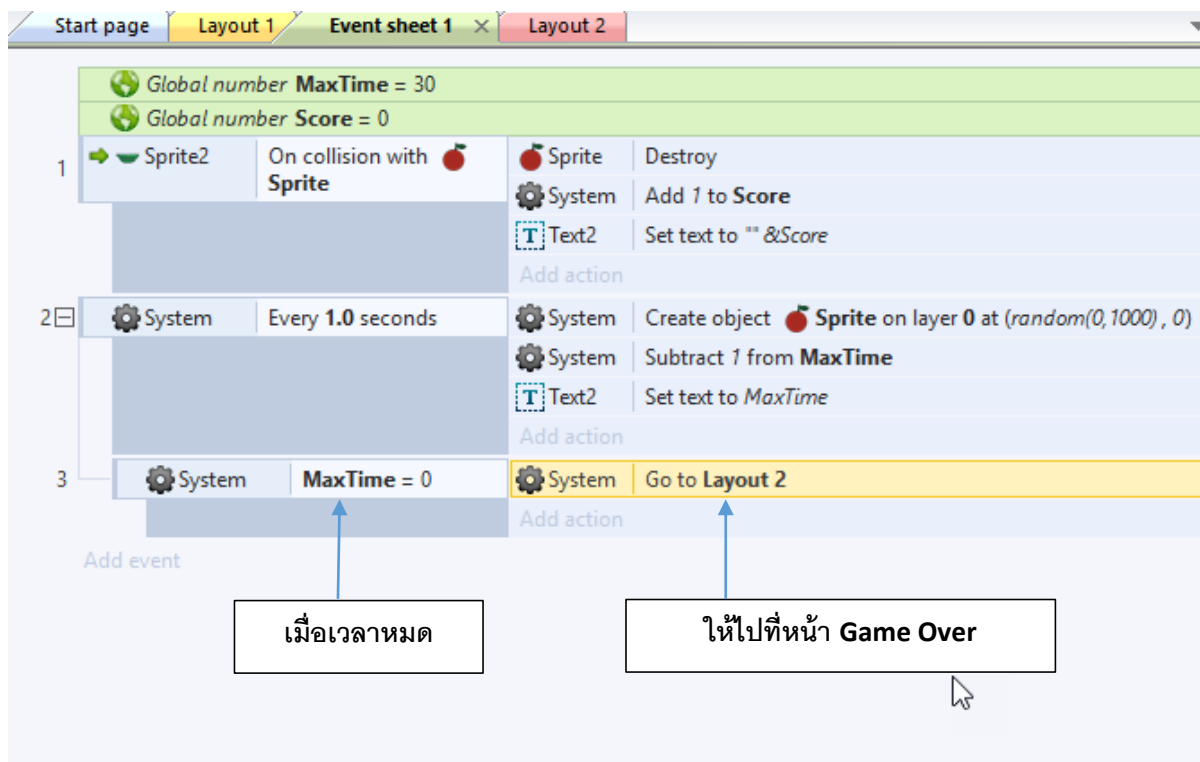 Start page Layout 1 Event sheet 1 × Layout 2
Global number MaxTime = 30
Global number Score = 0
1 Sprite2 On collision with Sprite Sprite Destroy
System Add 1 to Score
T Text2 Set text to "" &Score
Add action
2 System Every 1.0 seconds System Create object Sprite on layer 0 at (random(0,1000) , 0)
System Subtract 1 from MaxTime
T Text2 Set text to MaxTime
Add action
3 System MaxTime = 0 System Go to Layout 2
Add action
Add event
เมื่อเวลาหมด ให้ไปที่หน้า Game Over